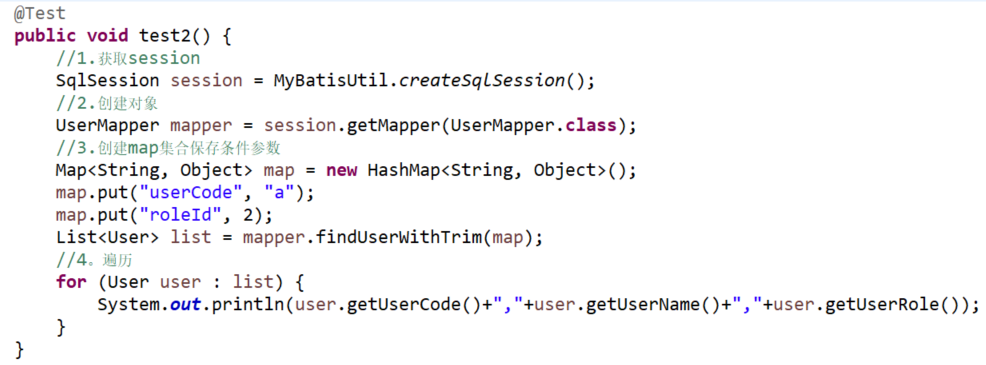 @Test
public void test2() {
    //1.获取session
    SqlSession session = MyBatisUtil.createSqlSession();
    //2.创建对象
    UserMapper mapper = session.getMapper(UserMapper.class);
    //3.创建map集合保存条件参数
    Map<String, Object> map = new HashMap<String, Object>();
    map.put("userCode", "a");
    map.put("roleId", 2);
    List<User> list = mapper.findUserWithTrim(map);
    //4。遍历
    for (User user : list) {
        System.out.println(user.getUserCode()+","+user.getUserName()+","+user.getUserRole());
    }
}